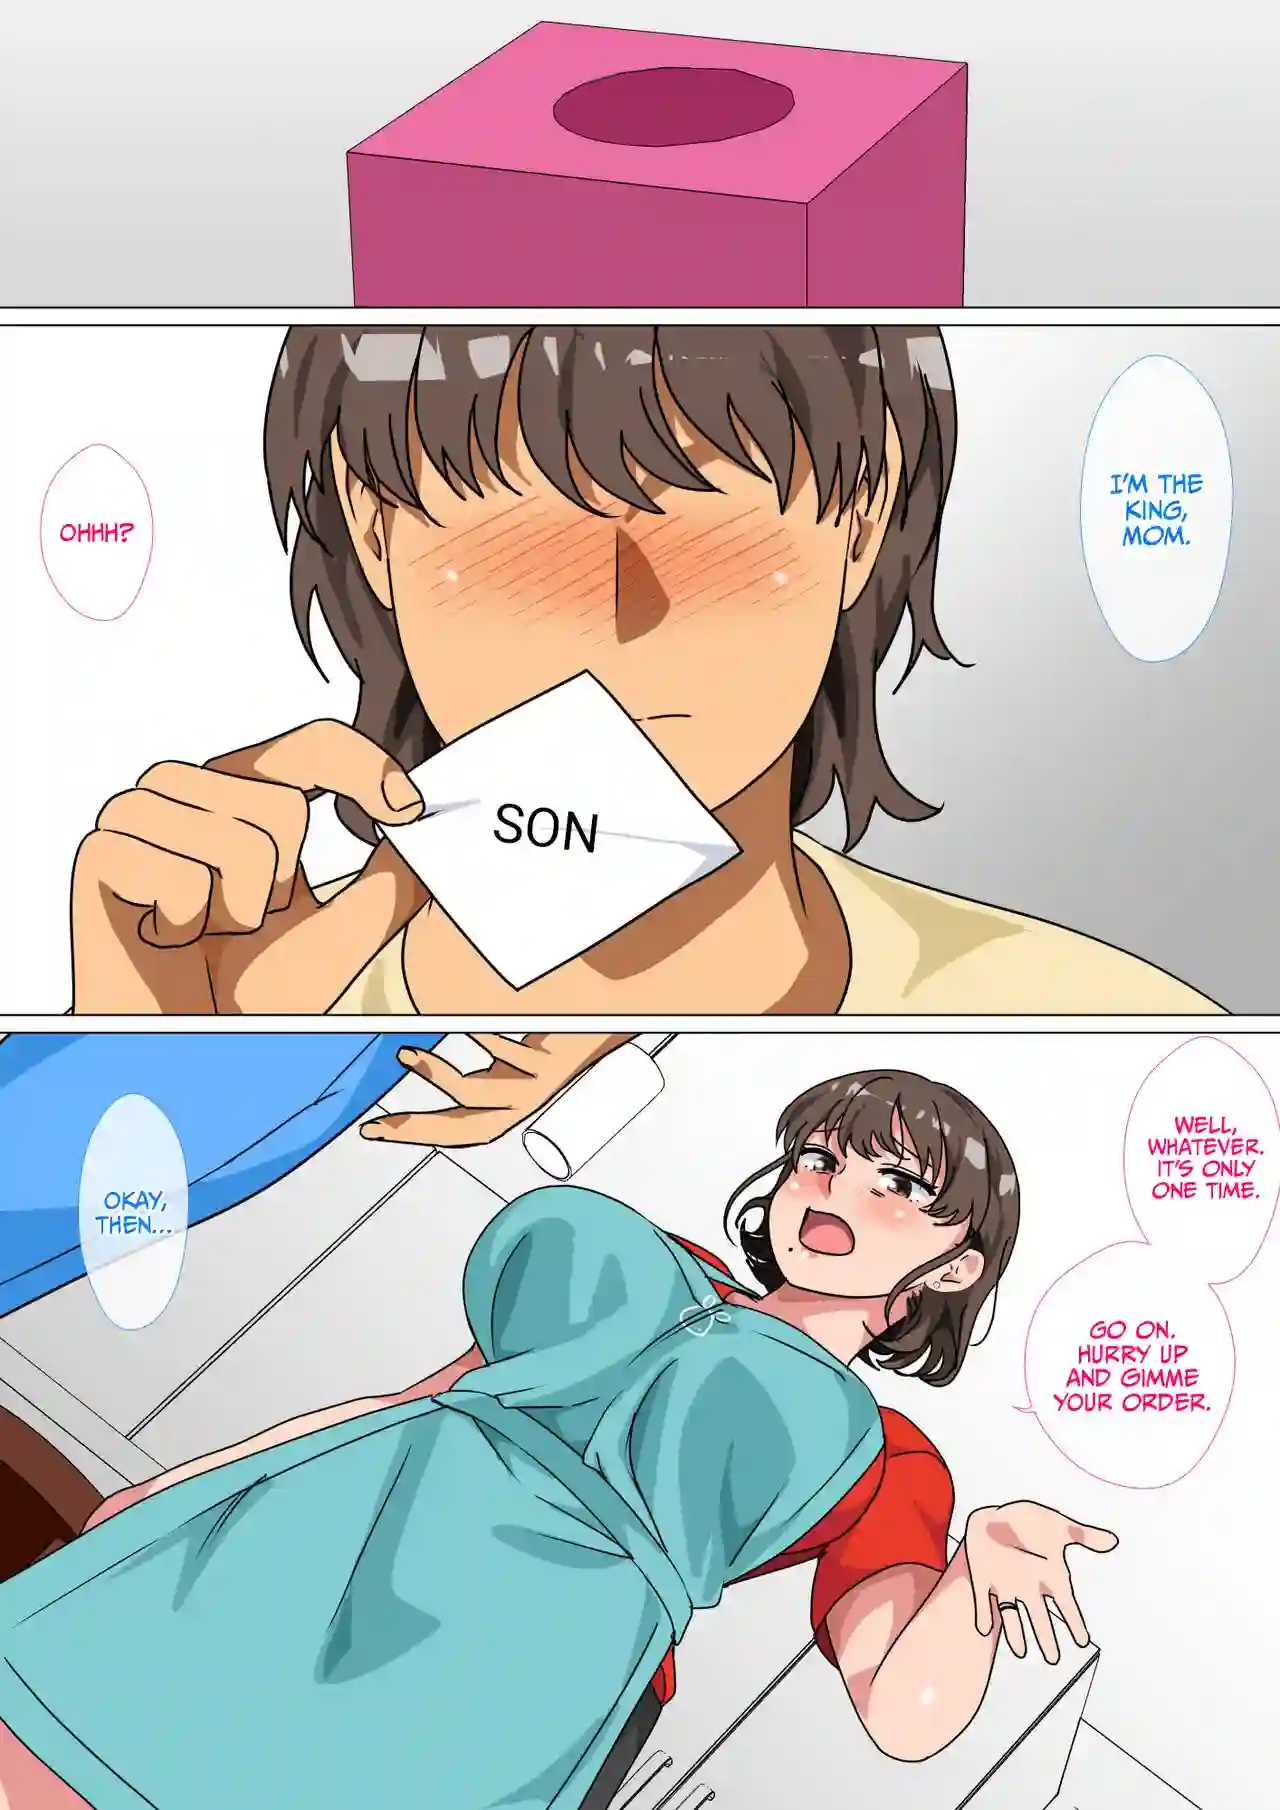 I'M THE
KING,
MOM.
OHHH?
SON
WELL,
WHATEVER.
IT'S ONLY
ONE TIME.
GO ON.
HURRY UP
AND GIMME
YOUR ORDER.
OKAY,
THEN...